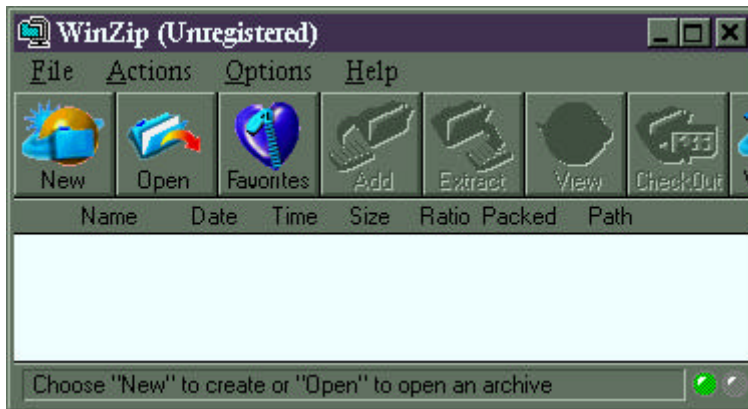 WinZip (Unregistered)
File Actions Options Help
New Open Favorites Add Extract View CheckOut
Name Date Time Size Ratio Packed Path
Choose "New" to create or "Open" to open an archive